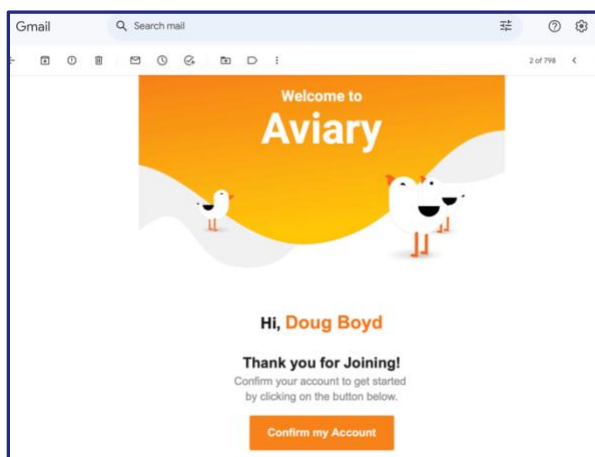 Gmail
Search mail
2 of 798
Welcome to
Aviary
Hi, Doug Boyd
Thank you for Joining!
Confirm your account to get started
by clicking on the button below.
Confirm my Account